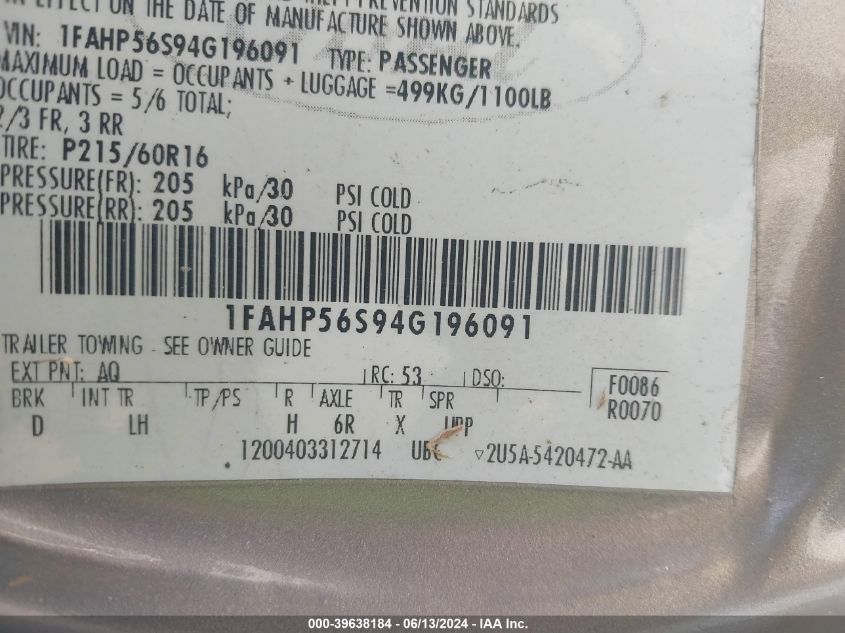 EFFECT ON THE DATE OF MANUFACTURE SHOWN ABOVE.
VIN: 1FAHP56S94G196091 TYPE: PASSENGER
MAXIMUM LOAD = OCCUPANTS + LUGGAGE =499KG/1100LB
OCCUPANTS = 5/6 TOTAL;
2/3 FR, 3 RR
TIRE: P215/60R16
PRESSURE(FR): 205 kPa/30 PSI COLD
PRESSURE(RR): 205 kPa/30 PSI COLD
1FAHP56S94G196091
TRAILER TOWING - SEE OWNER GUIDE
EXT PNT: AQ RC: 53 DSO: F0086
BRK INT TR TP/PS R AXLE TR SPR R0070
D LH H 6R X
1200403312714 ▽2U5A-5420472-AA
000-39638184 - 06/13/2024 - IAA Inc.